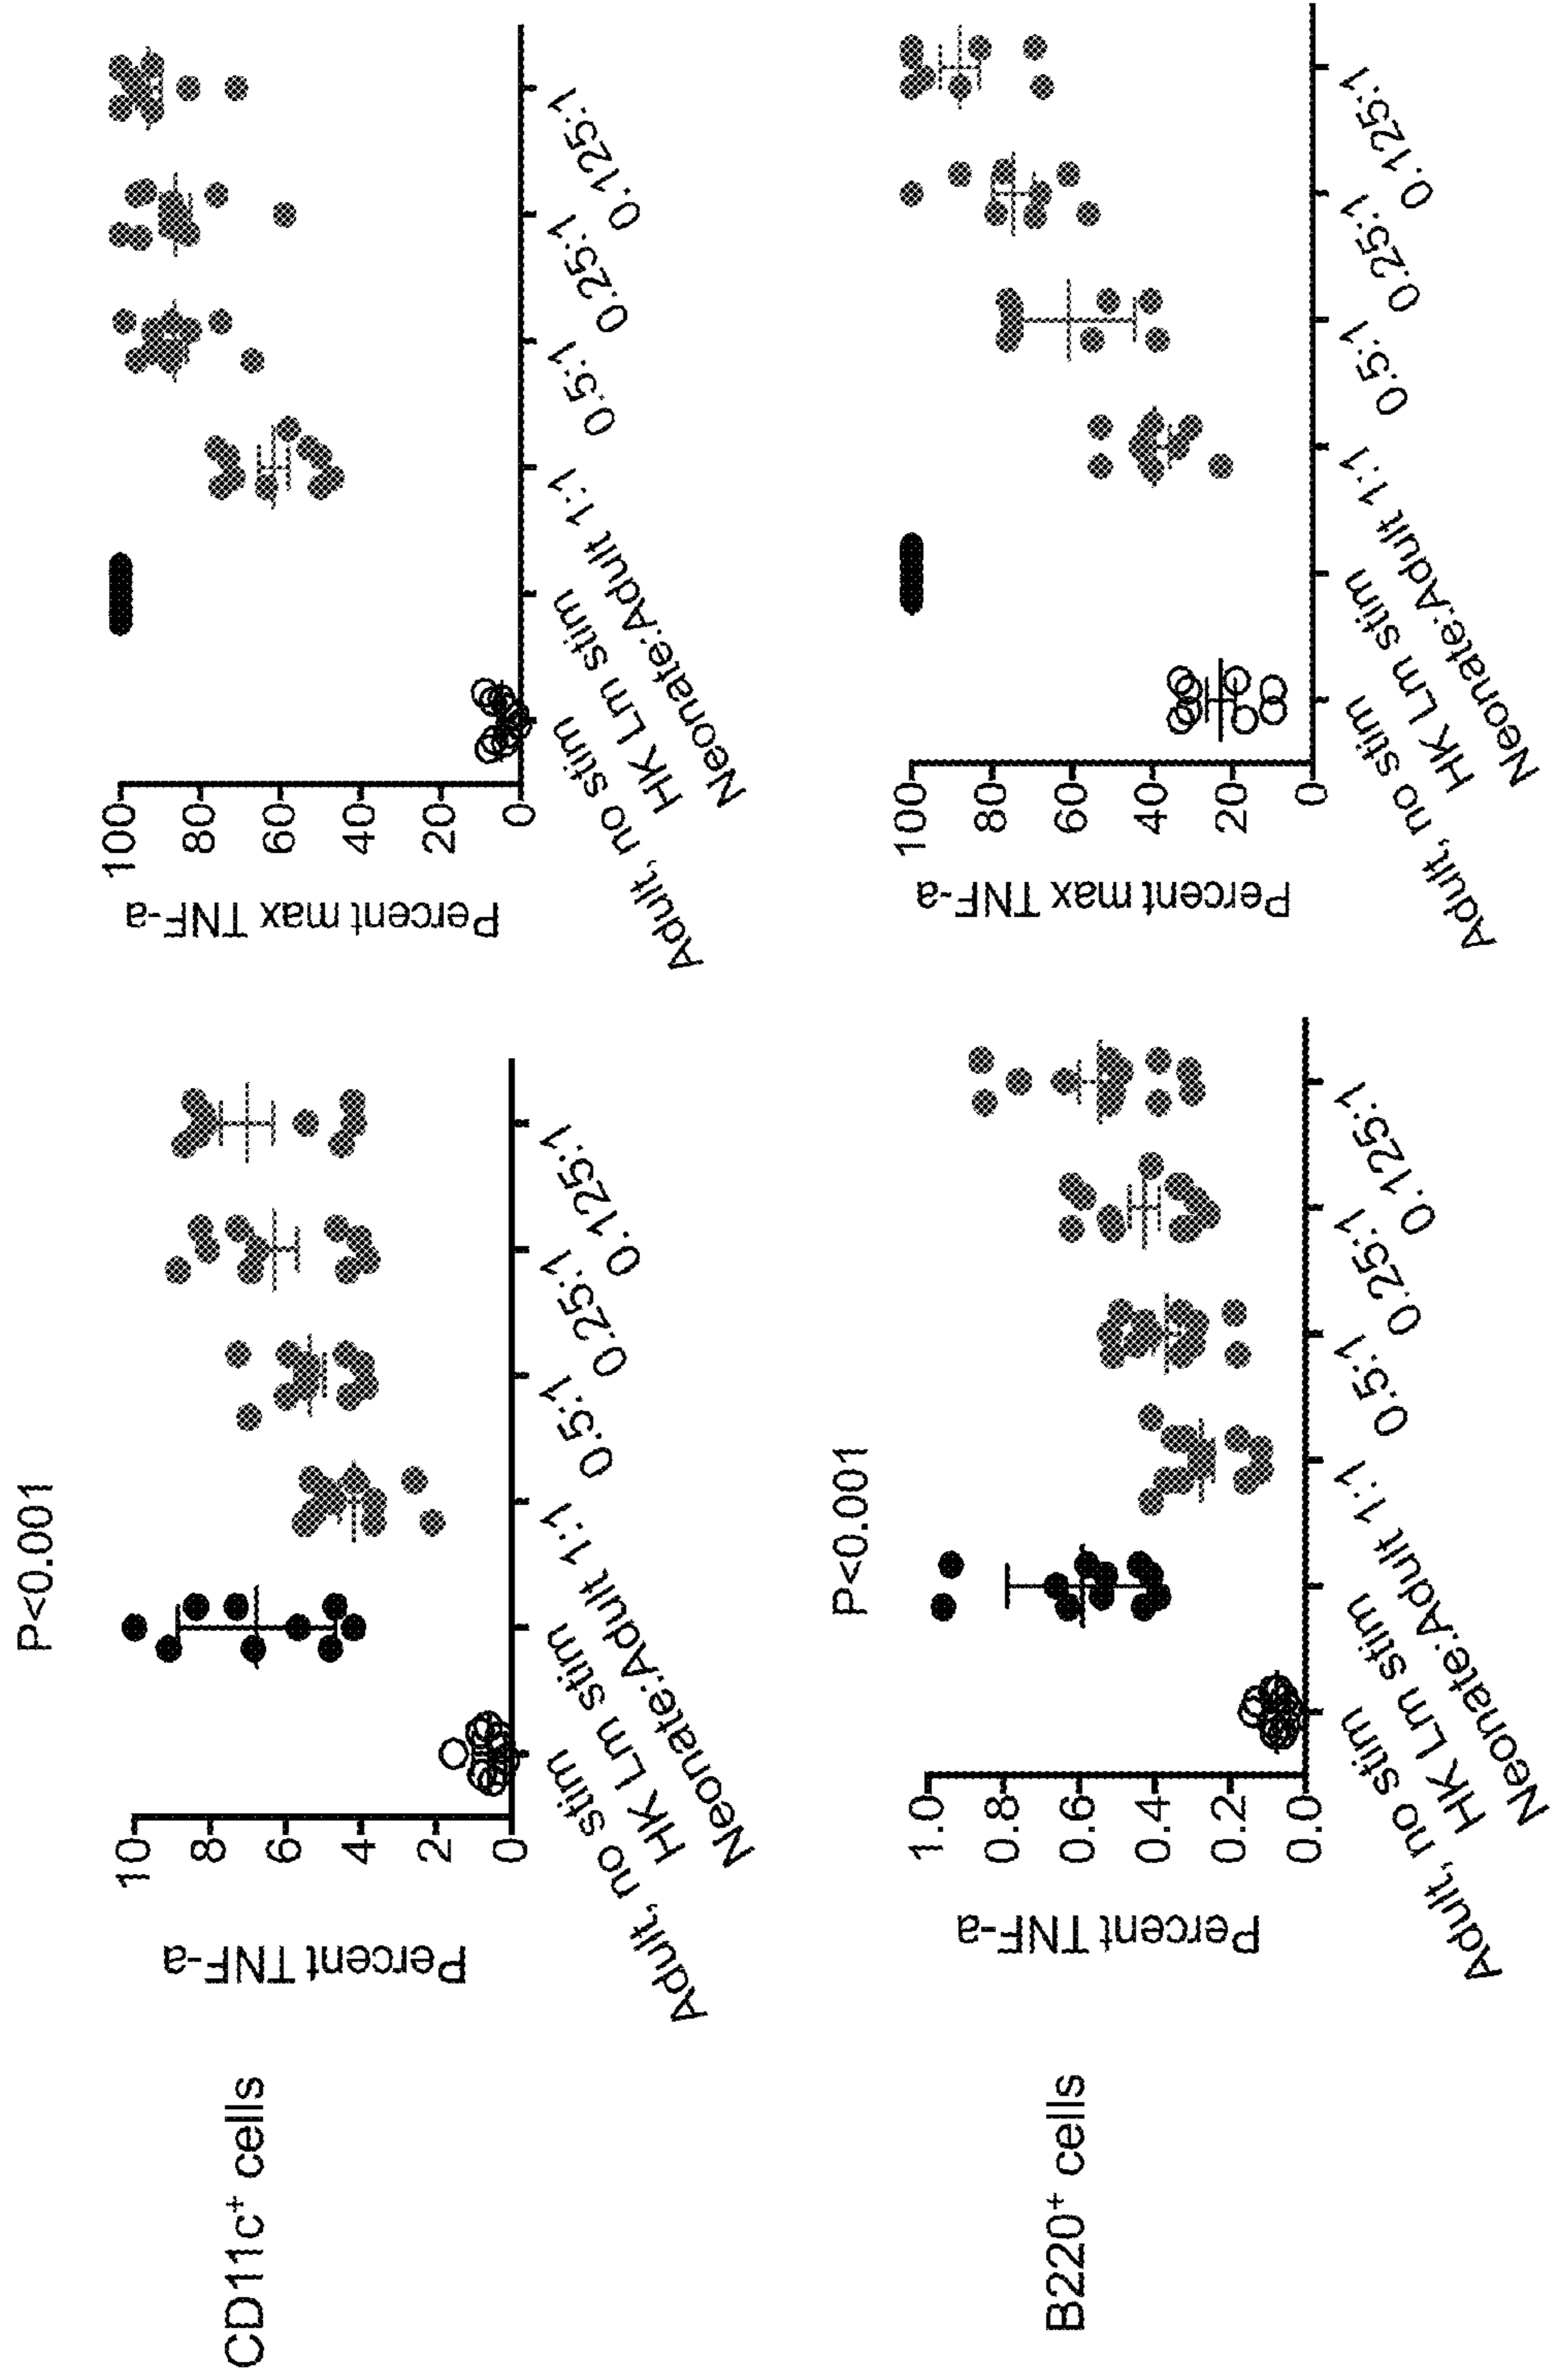 P<0.001
CD11c⁺ cells
Percent TNF-a
10
8
6
4
2
0
Adult, no stim
HK Lm stim
Neonate:Adult 1:1
0.5:1
0.25:1
0.125:1
Percent max TNF-a
100
80
60
40
20
0
Adult, no stim
HK Lm stim
Neonate:Adult 1:1
0.5:1
0.25:1
0.125:1
P<0.001
B220⁺ cells
Percent TNF-a
1.0
0.8
0.6
0.4
0.2
0.0
Adult, no stim
HK Lm stim
Neonate:Adult 1:1
0.5:1
0.25:1
0.125:1
Percent max TNF-a
100
80
60
40
20
0
Adult, no stim
HK Lm stim
Neonate:Adult 1:1
0.5:1
0.25:1
0.125:1